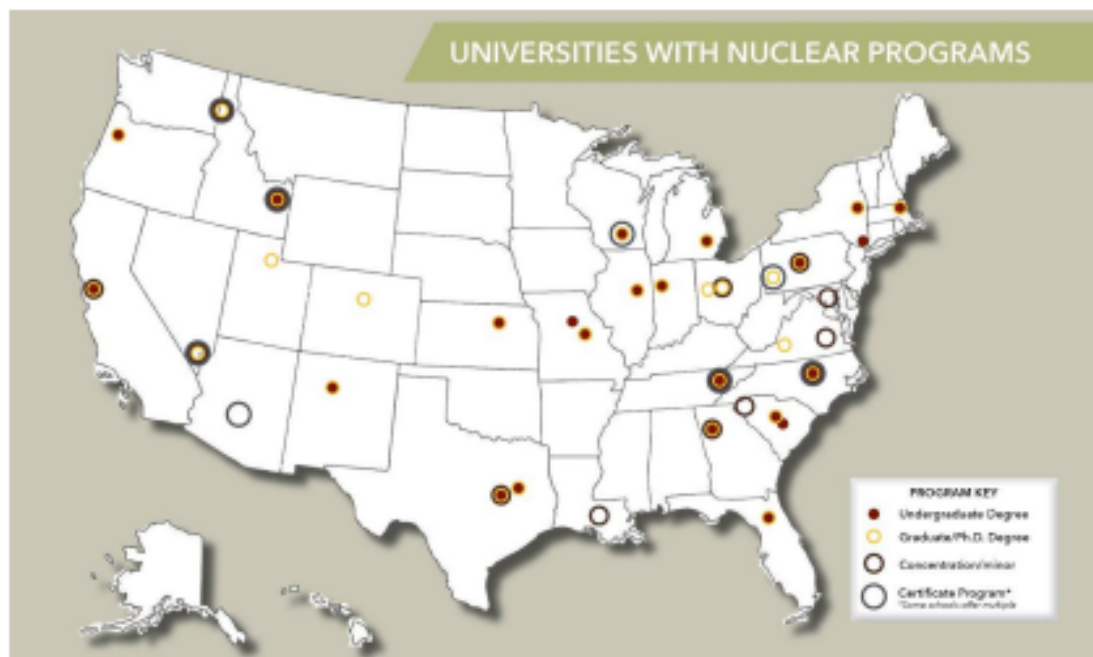 UNIVERSITIES WITH NUCLEAR PROGRAMS
PROGRAM KEY
Undergraduate Degree
Graduate/Ph.D. Degree
Concentration/minor
Certificate Program*
*Some schools offer multiple